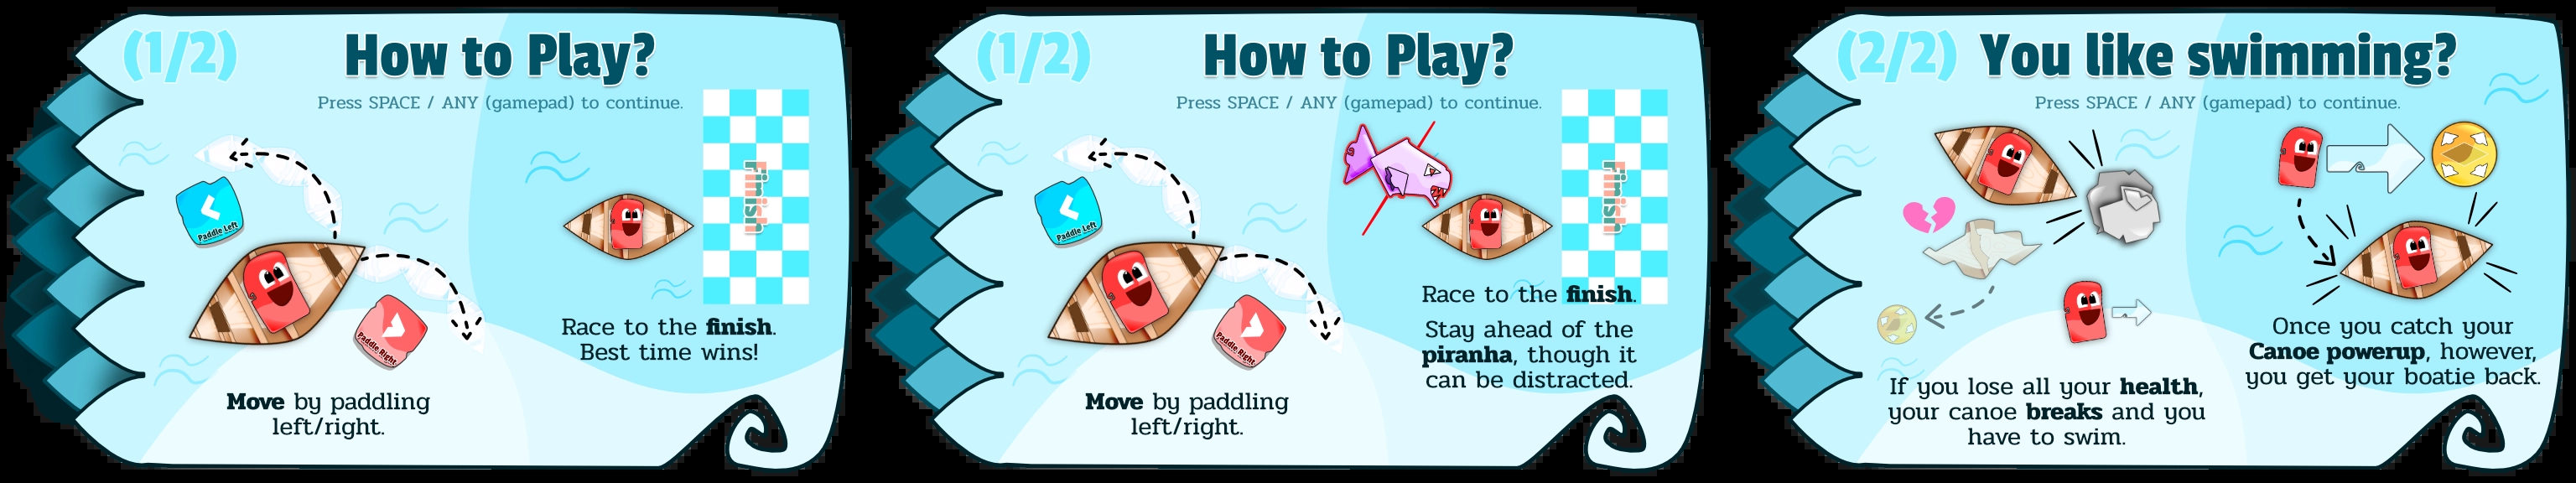 (1/2) How to Play?
Press SPACE / ANY (gamepad) to continue.
Paddle Left
Paddle Right
finish
Race to the finish.
Best time wins!
Move by paddling
left/right.
(1/2) How to Play?
Press SPACE / ANY (gamepad) to continue.
Paddle Left
Paddle Right
finish
Race to the finish.
Stay ahead of the
piranha, though it
can be distracted.
Move by paddling
left/right.
(2/2) You like swimming?
Press SPACE / ANY (gamepad) to continue.
If you lose all your health,
your canoe breaks and you
have to swim.
Once you catch your
Canoe powerup, however,
you get your boatie back.